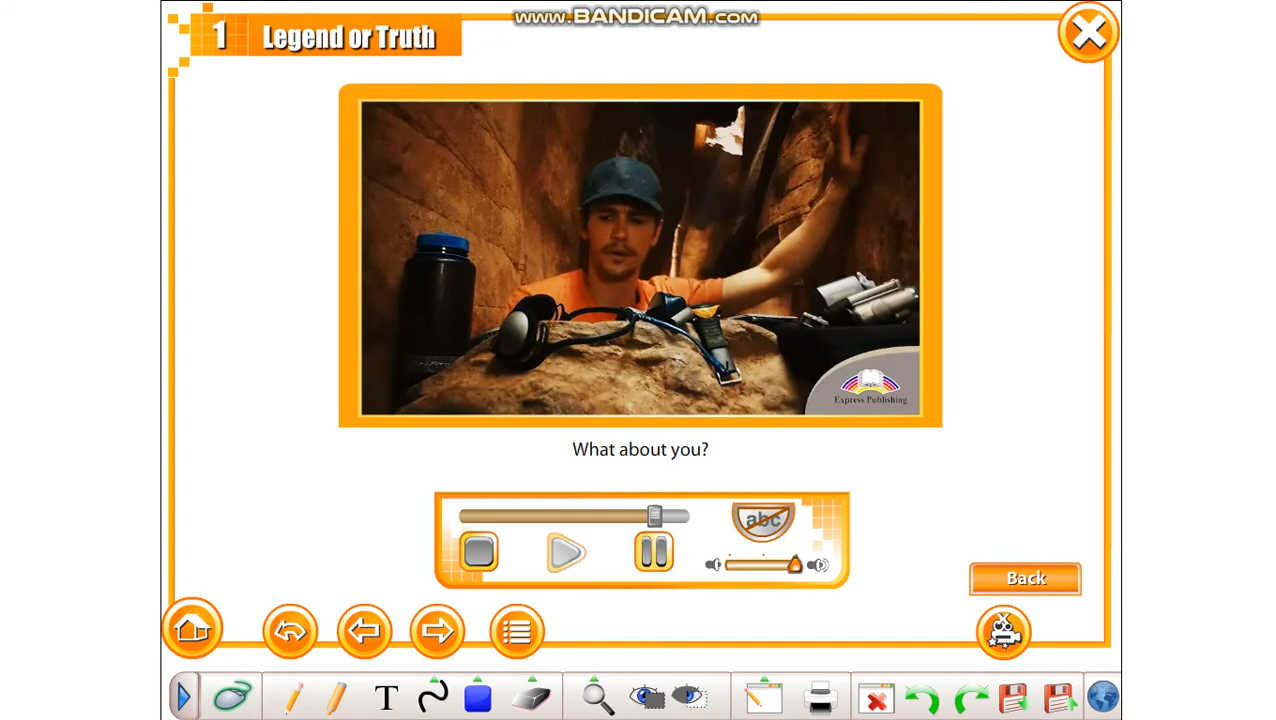 www.BANDICAM.com
1 Legend or Truth
Express Publishing
What about you?
abc
Back
T